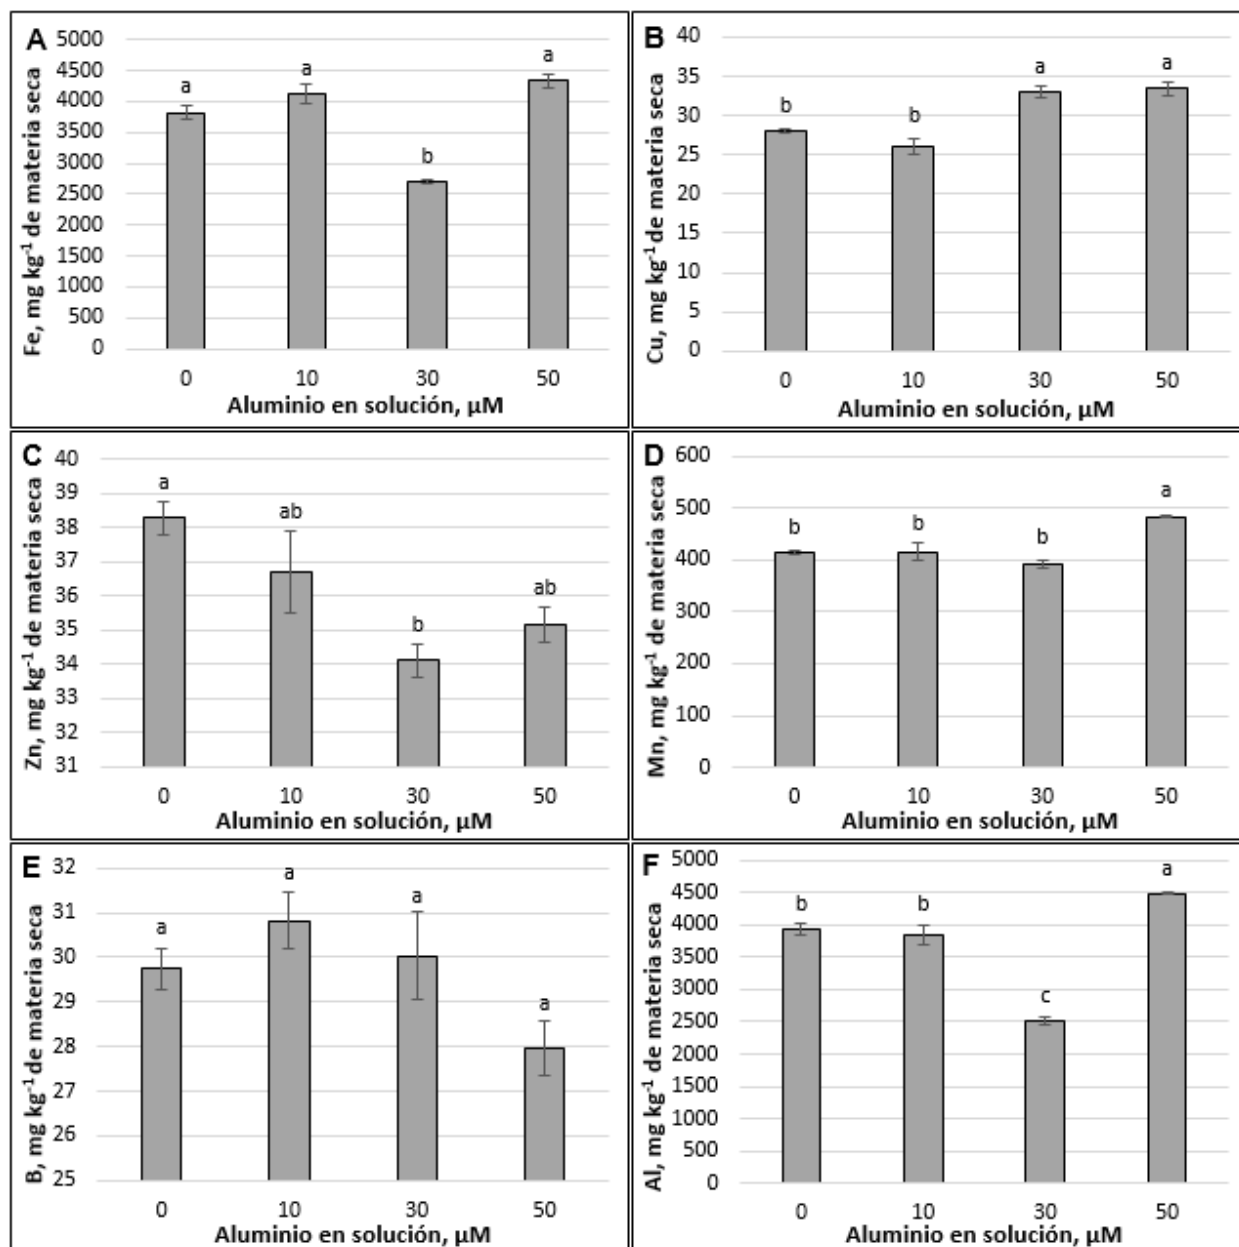 A
Fe, mg kg⁻¹ de materia seca
5000
4500
4000
3500
3000
2500
2000
1500
1000
500
0
a
a
b
a
0 10 30 50
Aluminio en solución, µM
B
Cu, mg kg⁻¹ de materia seca
40
35
30
25
20
15
10
5
0
b
b
a
a
0 10 30 50
Aluminio en solución, µM
C
Zn, mg kg⁻¹ de materia seca
40
39
38
37
36
35
34
33
32
31
a
ab
b
ab
0 10 30 50
Aluminio en solución, µM
D
Mn, mg kg⁻¹ de materia seca
600
500
400
300
200
100
0
b
b
b
a
0 10 30 50
Aluminio en solución, µM
E
B, mg kg⁻¹ de materia seca
32
31
30
29
28
27
26
25
a
a
a
a
0 10 30 50
Aluminio en solución, µM
F
Al, mg kg⁻¹ de materia seca
5000
4500
4000
3500
3000
2500
2000
1500
1000
500
0
b
b
c
a
0 10 30 50
Aluminio en solución, µM